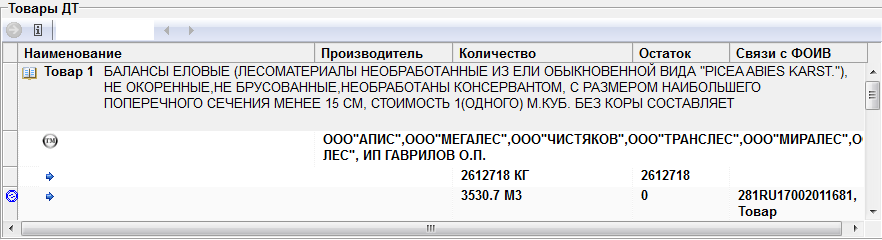 Товары ДТ
Наименование Производитель Количество Остаток Связи с ФОИВ
Товар 1 БАЛАНСЫ ЕЛОВЫЕ (ЛЕСОМАТЕРИАЛЫ НЕОБРАБОТАННЫЕ ИЗ ЕЛИ ОБЫКНОВЕННОЙ ВИДА "PICEA ABIES KARST."),
НЕ ОКОРЕННЫЕ,НЕ БРУСОВАННЫЕ,НЕОБРАБОТАНЫ КОНСЕРВАНТОМ, С РАЗМЕРОМ НАИБОЛЬШЕГО
ПОПЕРЕЧНОГО СЕЧЕНИЯ МЕНЕЕ 15 СМ, СТОИМОСТЬ 1(ОДНОГО) М.КУБ. БЕЗ КОРЫ СОСТАВЛЯЕТ
ООО"АПИС",ООО"МЕГАЛЕС",ООО"ЧИСТЯКОВ",ООО"ТРАНСЛЕС",ООО"МИРАЛЕС",
ЛЕС", ИП ГАВРИЛОВ О.П.
2612718 КГ 2612718
3530.7 М3 0 281RU17002011681,
Товар